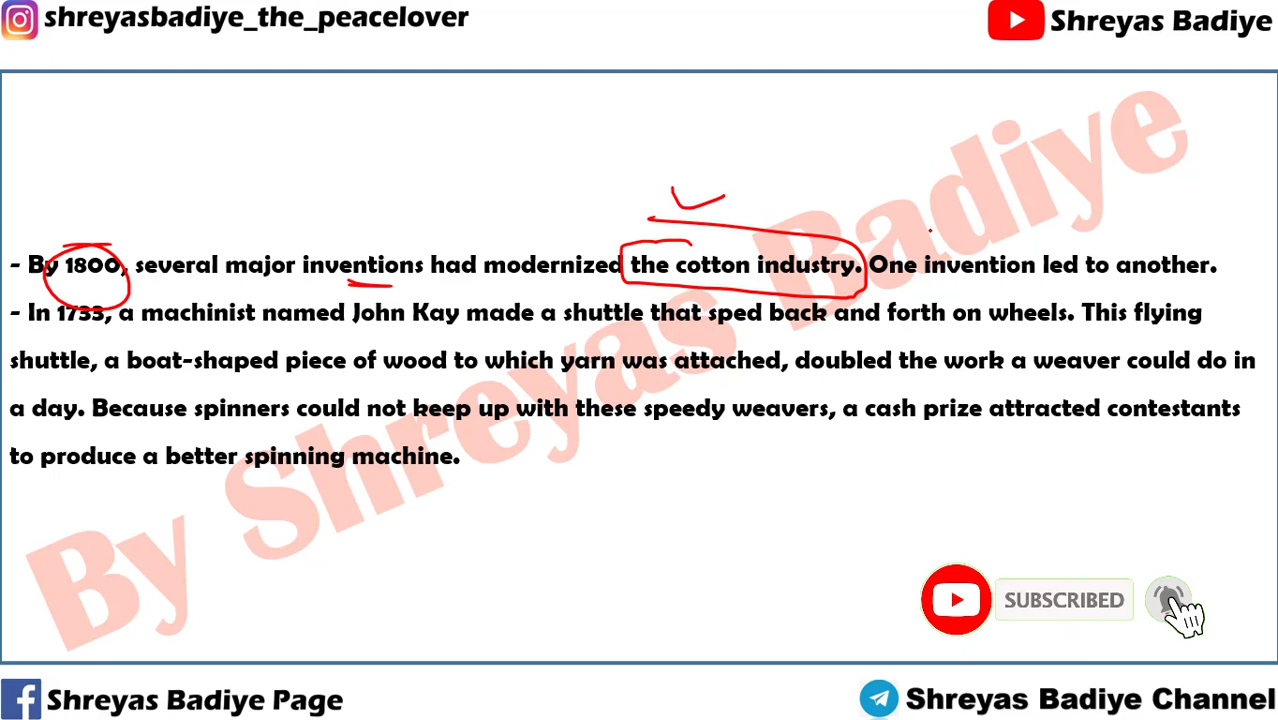 shreyasbadiye_the_peacelover
Shreyas Badiye
- By 1800, several major inventions had modernized the cotton industry. One invention led to another.
- In 1733, a machinist named John Kay made a shuttle that sped back and forth on wheels. This flying
shuttle, a boat-shaped piece of wood to which yarn was attached, doubled the work a weaver could do in
a day. Because spinners could not keep up with these speedy weavers, a cash prize attracted contestants
to produce a better spinning machine.
By Shreyas Badiye
SUBSCRIBED
Shreyas Badiye Page
Shreyas Badiye Channel